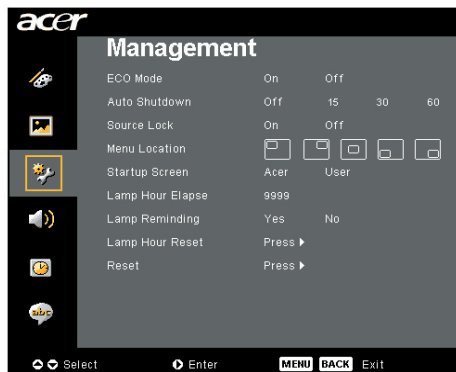 acer
Management
ECO Mode On Off
Auto Shutdown Off 15 30 60
Source Lock On Off
Menu Location
Startup Screen Acer User
Lamp Hour Elapse 9999
Lamp Reminding Yes No
Lamp Hour Reset Press
Reset Press
abc
Select Enter MENU BACK Exit